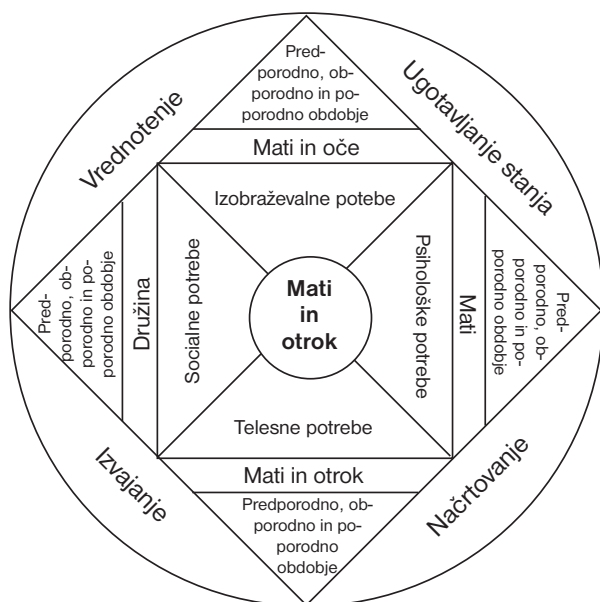 Pred-
porodno, ob-
porodno in po-
porodno obdobje
Mati in oče
Vrednotenje
Ugotavljanje stanja
Izobraževalne potebe
Pred-
porodno, ob-
porodno in po-
porodno obdobje
Družina
Socialne potrebe
Mati
in
otrok
Psihološke potrebe
Mati
Pred-
porodno, ob-
porodno in po-
porodno obdobje
Telesne potrebe
Mati in otrok
Predporodno, ob-
porodno in po-
porodno
obdobje
Izvajanje
Načrtovanje